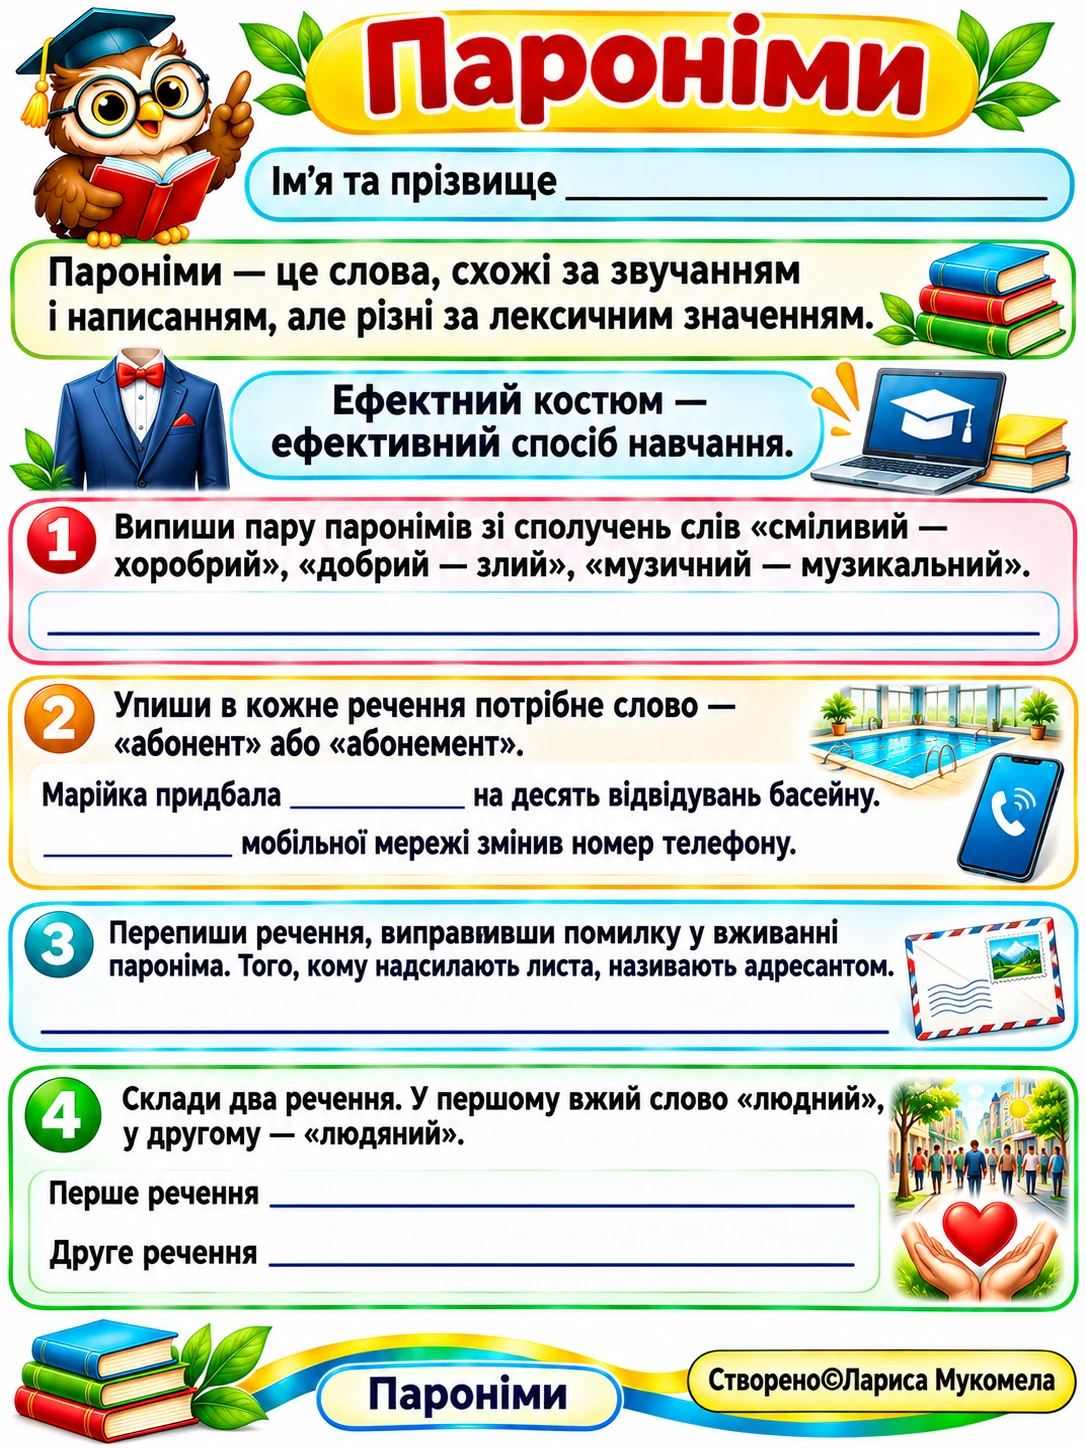 Пароніми
Ім’я та прізвище
Пароніми — це слова, схожі за звучанням
і написанням, але різні за лексичним значенням.
Ефектний костюм —
ефективний спосіб навчання.
1
Випиши пару паронімів зі сполучень слів «сміливий —
хоробрий», «добрий — злий», «музичний — музикальний».
2
Упиши в кожне речення потрібне слово —
«абонент» або «абонемент».
Марійка придбала ____________ на десять відвідувань басейну.
____________ мобільної мережі змінив номер телефону.
3
Перепиши речення, виправивши помилку у вживанні
пароніма. Того, кому надсилають листа, називають адресантом.
4
Склади два речення. У першому вжий слово «людний»,
у другому — «людяний».
Перше речення
Друге речення
Пароніми
Створено©Лариса Мукомела